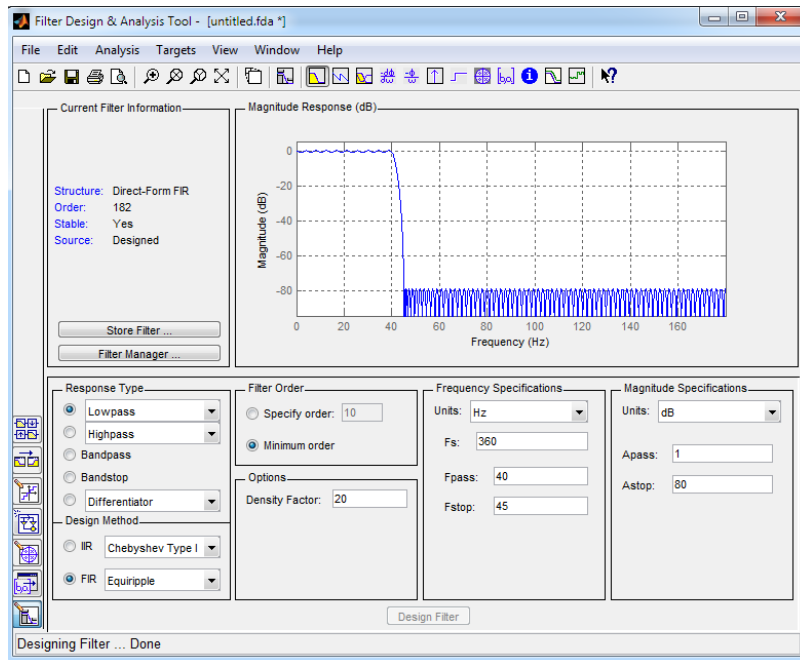 Filter Design & Analysis Tool - [untitled.fda *]
File Edit Analysis Targets View Window Help
Current Filter Information
Structure: Direct-Form FIR
Order: 182
Stable: Yes
Source: Designed
Store Filter ...
Filter Manager ...
Magnitude Response (dB)
Magnitude (dB)
0
-20
-40
-60
-80
0 20 40 60 80 100 120 140 160
Frequency (Hz)
Response Type
Lowpass
Highpass
Bandpass
Bandstop
Differentiator
Design Method
IIR Chebyshev Type I
FIR Equiripple
Filter Order
Specify order: 10
Minimum order
Options
Density Factor: 20
Frequency Specifications
Units: Hz
Fs: 360
Fpass: 40
Fstop: 45
Magnitude Specifications
Units: dB
Apass: 1
Astop: 80
Design Filter
Designing Filter ... Done